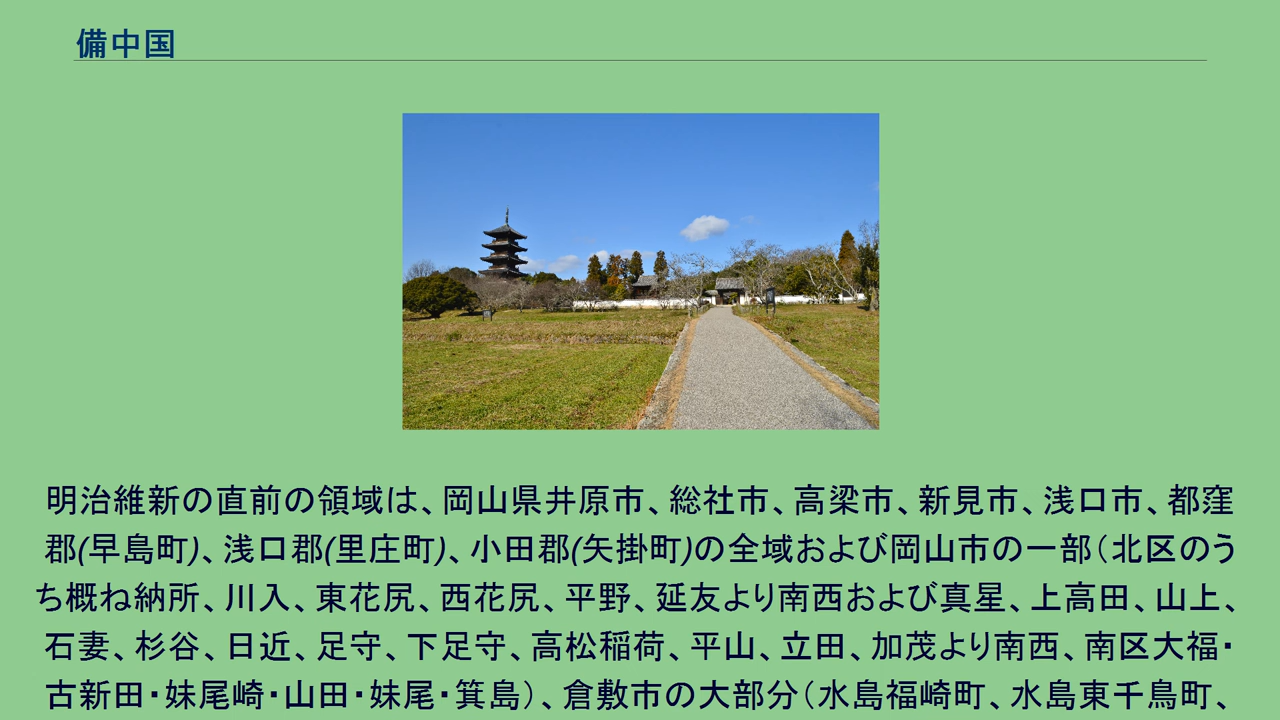 備中国
明治維新の直前の領域は、岡山県井原市、総社市、高梁市、新見市、浅口市、都窪
郡(早島町)、浅口郡(里庄町)、小田郡(矢掛町)の全域および岡山市の一部（北区のう
ち概ね納所、川入、東花尻、西花尻、平野、延友より南西および真星、上高田、山上、
石妻、杉谷、日近、足守、下足守、高松稲荷、平山、立田、加茂より南西、南区大福・
古新田・妹尾崎・山田・妹尾・箕島）、倉敷市の大部分（水島福崎町、水島東千鳥町、